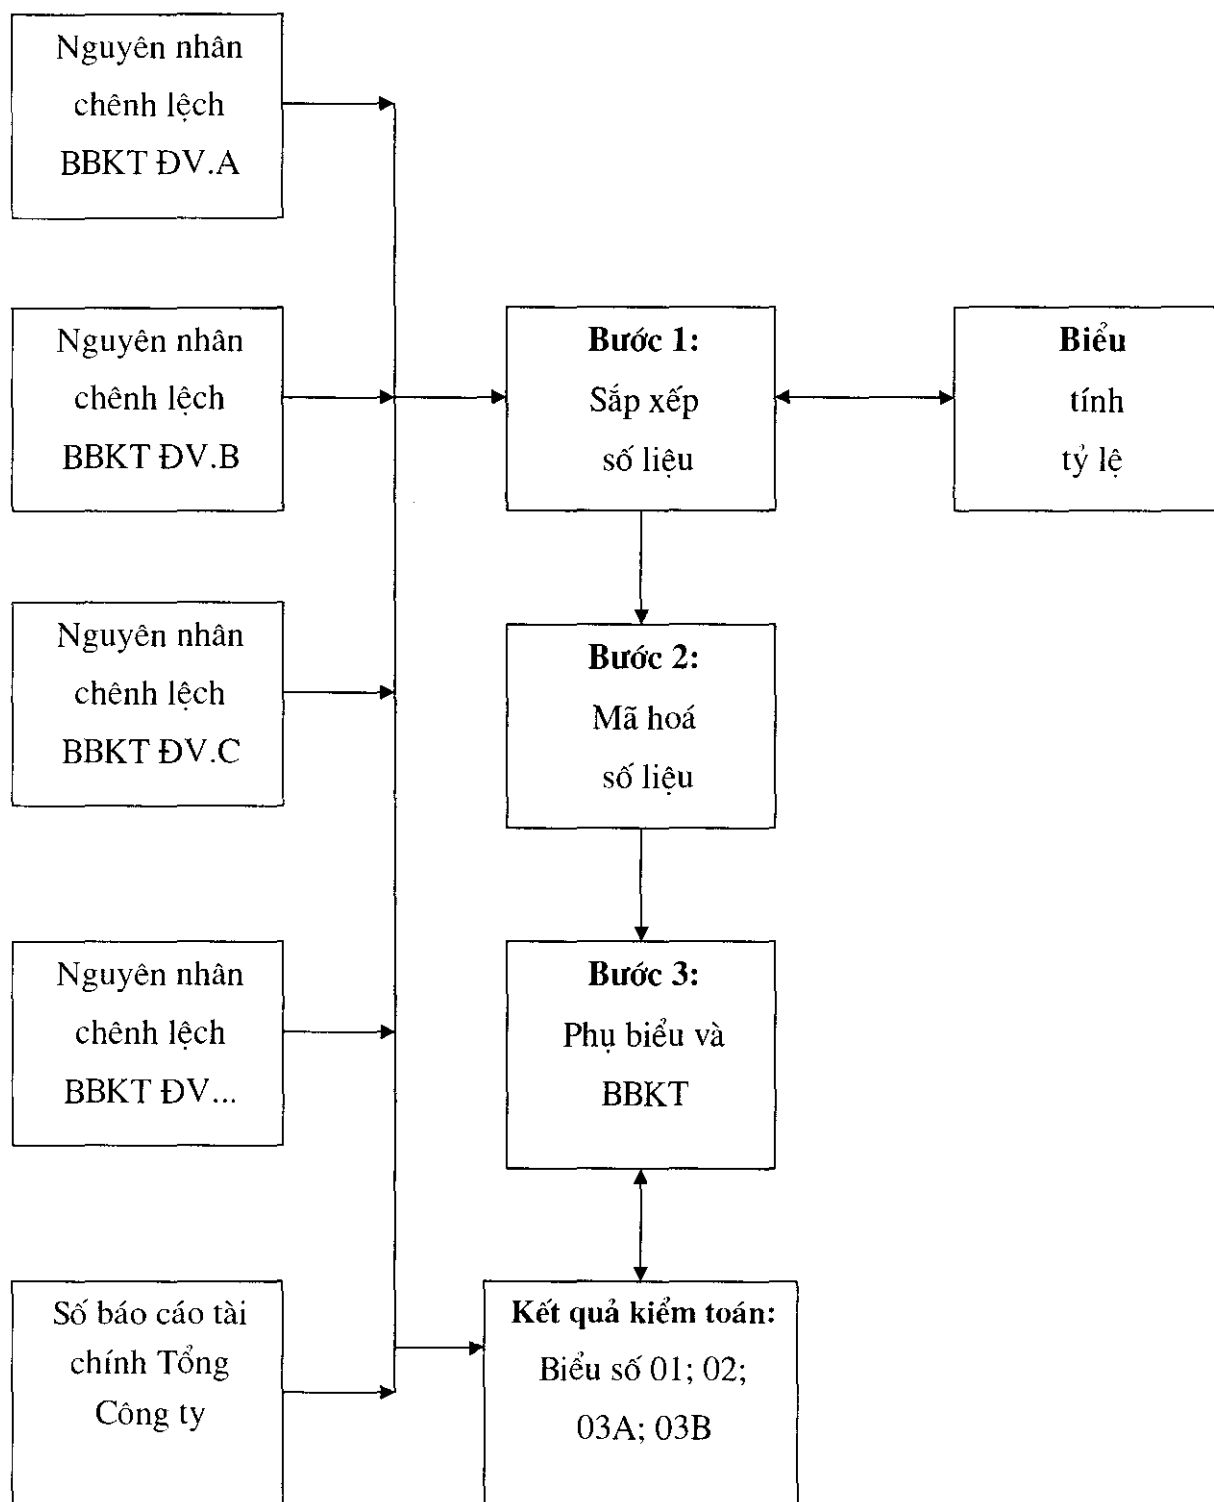 Nguyên nhân
chênh lệch
BBKT ĐV.A
Nguyên nhân
chênh lệch
BBKT ĐV.B
Bước 1:
Sắp xếp
số liệu
Biểu
tính
tỷ lệ
Nguyên nhân
chênh lệch
BBKT ĐV.C
Bước 2:
Mã hoá
số liệu
Nguyên nhân
chênh lệch
BBKT ĐV...
Bước 3:
Phụ biểu và
BBKT
Số báo cáo tài
chính Tổng
Công ty
Kết quả kiểm toán:
Biểu số 01; 02;
03A; 03B